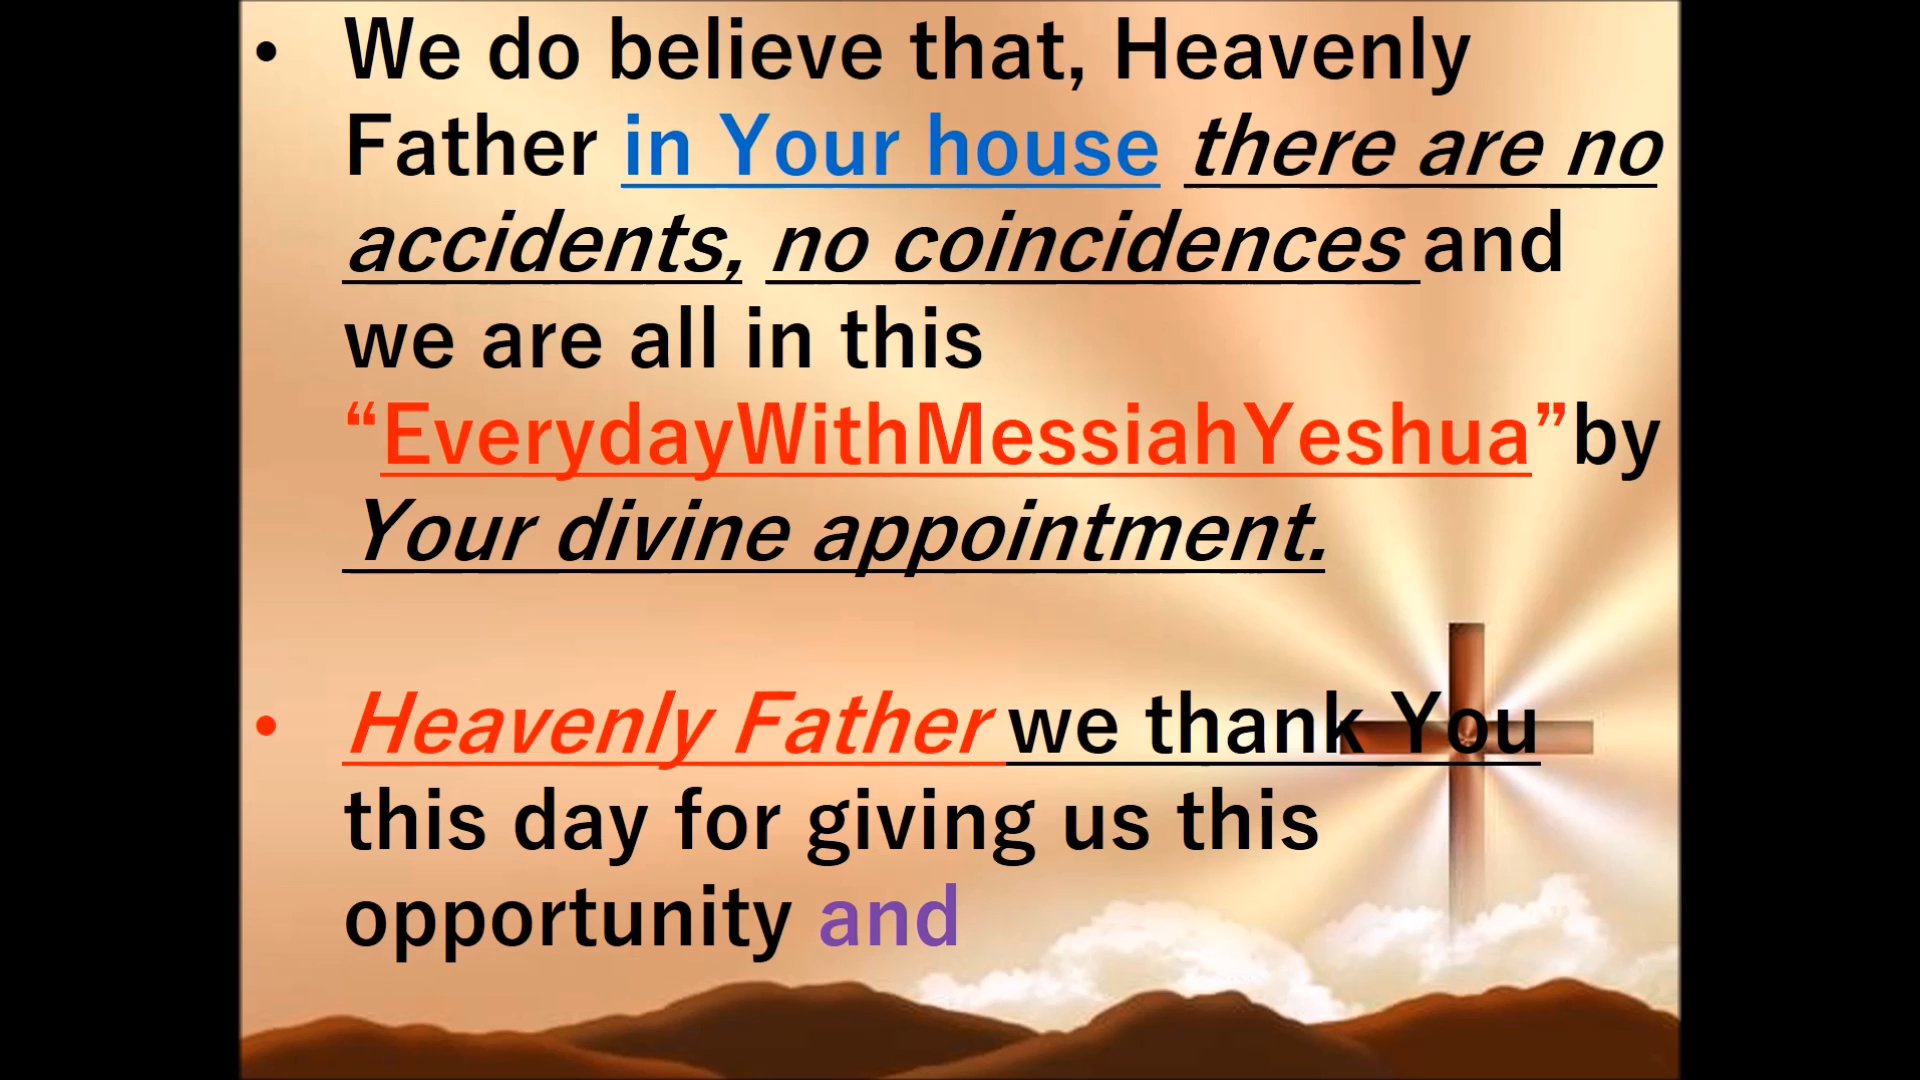 • We do believe that, Heavenly
Father in Your house there are no
accidents, no coincidences and
we are all in this
“EverydayWithMessiahYeshua”by
Your divine appointment.
• Heavenly Father we thank You
this day for giving us this
opportunity and